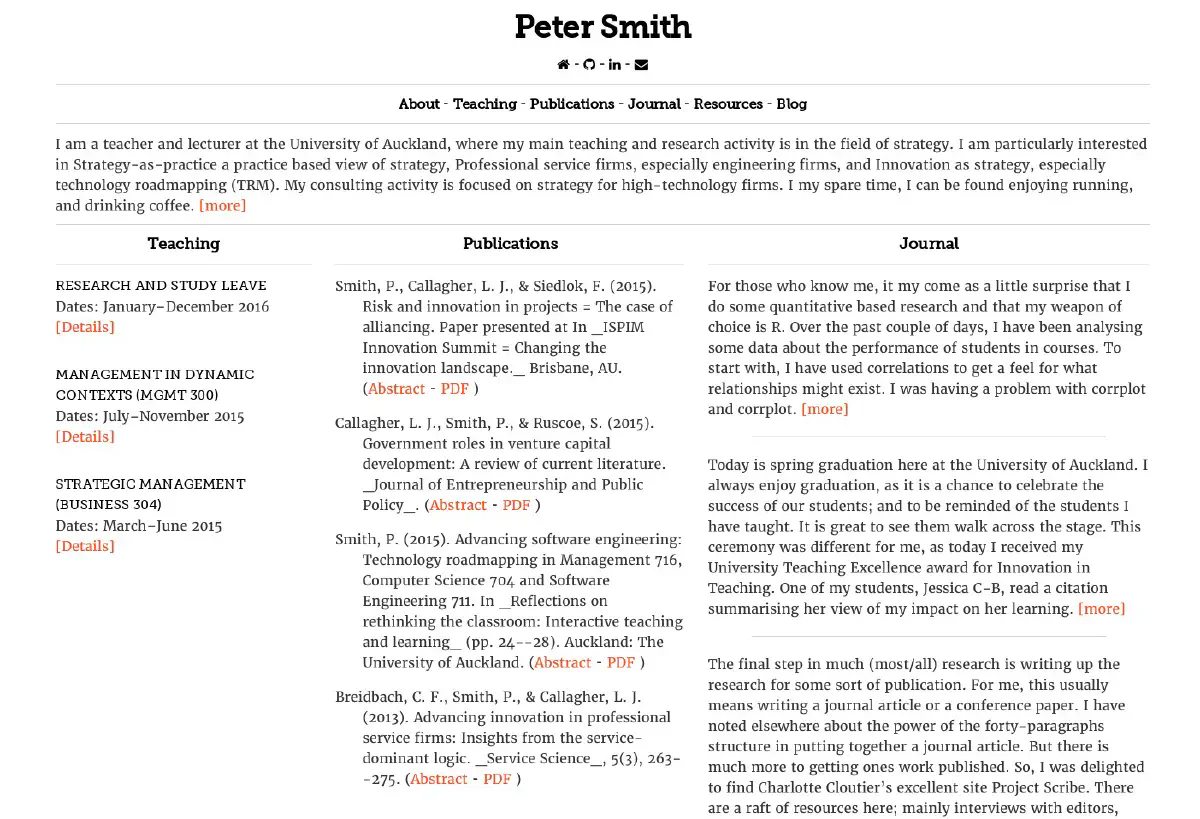 Peter Smith
- - -
About - Teaching - Publications - Journal - Resources - Blog
I am a teacher and lecturer at the University of Auckland, where my main teaching and research activity is in the field of strategy. I am particularly interested
in Strategy-as-practice a practice based view of strategy, Professional service firms, especially engineering firms, and Innovation as strategy, especially
technology roadmapping (TRM). My consulting activity is focused on strategy for high-technology firms. I my spare time, I can be found enjoying running,
and drinking coffee. [more]
Teaching
RESEARCH AND STUDY LEAVE
Dates: January–December 2016
[Details]
MANAGEMENT IN DYNAMIC
CONTEXTS (MGMT 300)
Dates: July–November 2015
[Details]
STRATEGIC MANAGEMENT
(BUSINESS 304)
Dates: March–June 2015
[Details]
Publications
Smith, P., Callagher, L. J., & Siedlok, F. (2015).
Risk and innovation in projects = The case of
alliancing. Paper presented at In _ISPIM
Innovation Summit = Changing the
innovation landscape._ Brisbane, AU.
(Abstract - PDF )
Callagher, L. J., Smith, P., & Ruscoe, S. (2015).
Government roles in venture capital
development: A review of current literature.
_Journal of Entrepreneurship and Public
Policy_. (Abstract - PDF )
Smith, P. (2015). Advancing software engineering:
Technology roadmapping in Management 716,
Computer Science 704 and Software
Engineering 711. In _Reflections on
rethinking the classroom: Interactive teaching
and learning_ (pp. 24--28). Auckland: The
University of Auckland. (Abstract - PDF )
Breidbach, C. F., Smith, P., & Callagher, L. J.
(2013). Advancing innovation in professional
service firms: Insights from the service-
dominant logic. _Service Science_, 5(3), 263-
-275. (Abstract - PDF )
Journal
For those who know me, it my come as a little surprise that I
do some quantitative based research and that my weapon of
choice is R. Over the past couple of days, I have been analysing
some data about the performance of students in courses. To
start with, I have used correlations to get a feel for what
relationships might exist. I was having a problem with corrplot
and corrplot. [more]
Today is spring graduation here at the University of Auckland. I
always enjoy graduation, as it is a chance to celebrate the
success of our students; and to be reminded of the students I
have taught. It is great to see them walk across the stage. This
ceremony was different for me, as today I received my
University Teaching Excellence award for Innovation in
Teaching. One of my students, Jessica C-B, read a citation
summarising her view of my impact on her learning. [more]
The final step in much (most/all) research is writing up the
research for some sort of publication. For me, this usually
means writing a journal article or a conference paper. I have
noted elsewhere about the power of the forty-paragraphs
structure in putting together a journal article. But there is
much more to getting ones work published. So, I was delighted
to find Charlotte Cloutier's excellent site Project Scribe. There
are a raft of resources here; mainly interviews with editors,